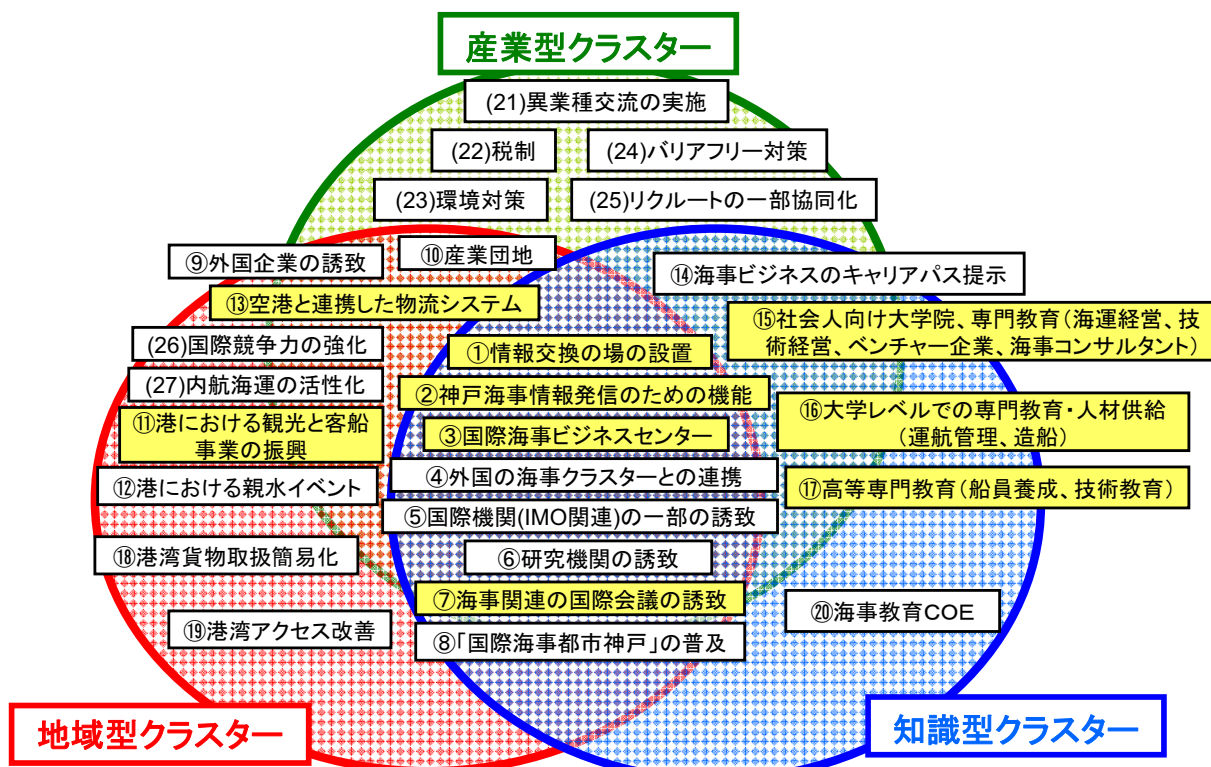 産業型クラスター
(21)異業種交流の実施
(22)税制
(24)バリアフリー対策
(23)環境対策
(25)リクルートの一部協同化
⑨外国企業の誘致
⑩産業団地
⑭海事ビジネスのキャリアパス提示
⑬空港と連携した物流システム
⑮社会人向け大学院、専門教育(海運経営、技
術経営、ベンチャー企業、海事コンサルタント)
(26)国際競争力の強化
①情報交換の場の設置
(27)内航海運の活性化
②神戸海事情報発信のための機能
⑪港における観光と客船
事業の振興
③国際海事ビジネスセンター
⑯大学レベルでの専門教育・人材供給
(運航管理、造船)
⑫港における親水イベント
④外国の海事クラスターとの連携
⑰高等専門教育(船員養成、技術教育)
⑤国際機関(IMO関連)の一部の誘致
⑱港湾貨物取扱簡易化
⑥研究機関の誘致
⑦海事関連の国際会議の誘致
⑳海事教育COE
⑲港湾アクセス改善
⑧「国際海事都市神戸」の普及
地域型クラスター
知識型クラスター